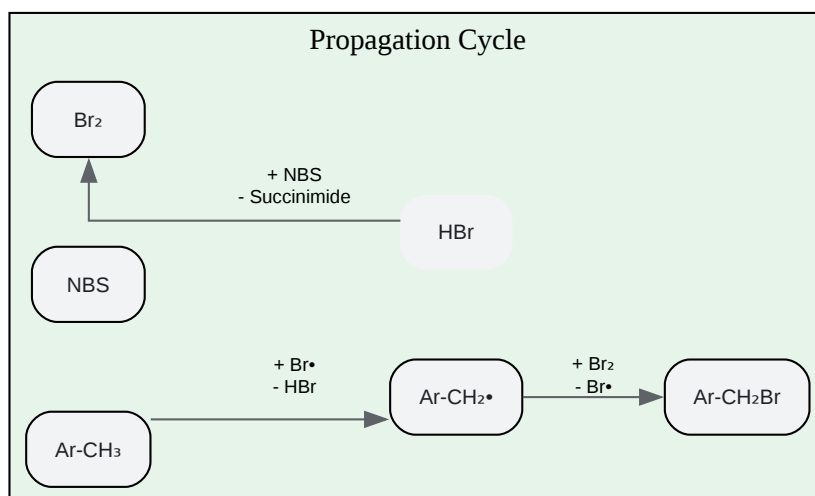 Propagation Cycle
Br₂
+ NBS
- Succinimide
HBr
NBS
+ Br•
- HBr
+ Br₂
- Br•
Ar-CH₃
Ar-CH₂•
Ar-CH₂Br